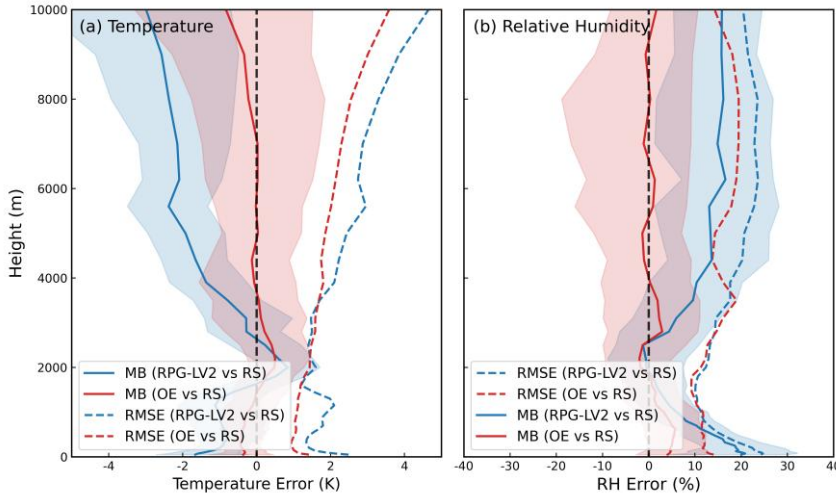 (a) Temperature
(b) Relative Humidity
10000
8000
6000
4000
2000
0
Height (m)
MB (RPG-LV2 vs RS)
MB (OE vs RS)
RMSE (RPG-LV2 vs RS)
RMSE (OE vs RS)
RMSE (RPG-LV2 vs RS)
RMSE (OE vs RS)
MB (RPG-LV2 vs RS)
MB (OE vs RS)
-4 -2 0 2 4
-40 -30 -20 -10 0 10 20 30 40
Temperature Error (K)
RH Error (%)